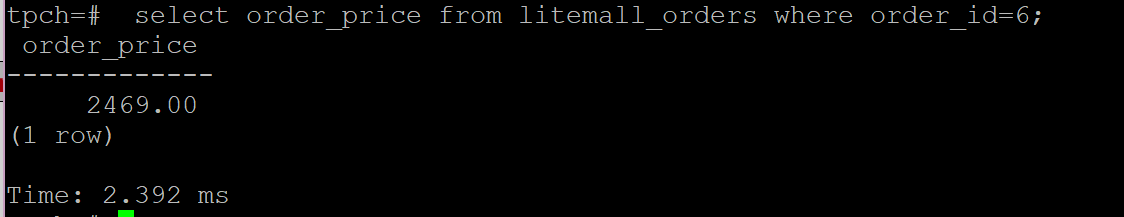 tpch=#  select order_price from litemall_orders where order_id=6;
 order_price
-------------
     2469.00
(1 row)

Time: 2.392 ms